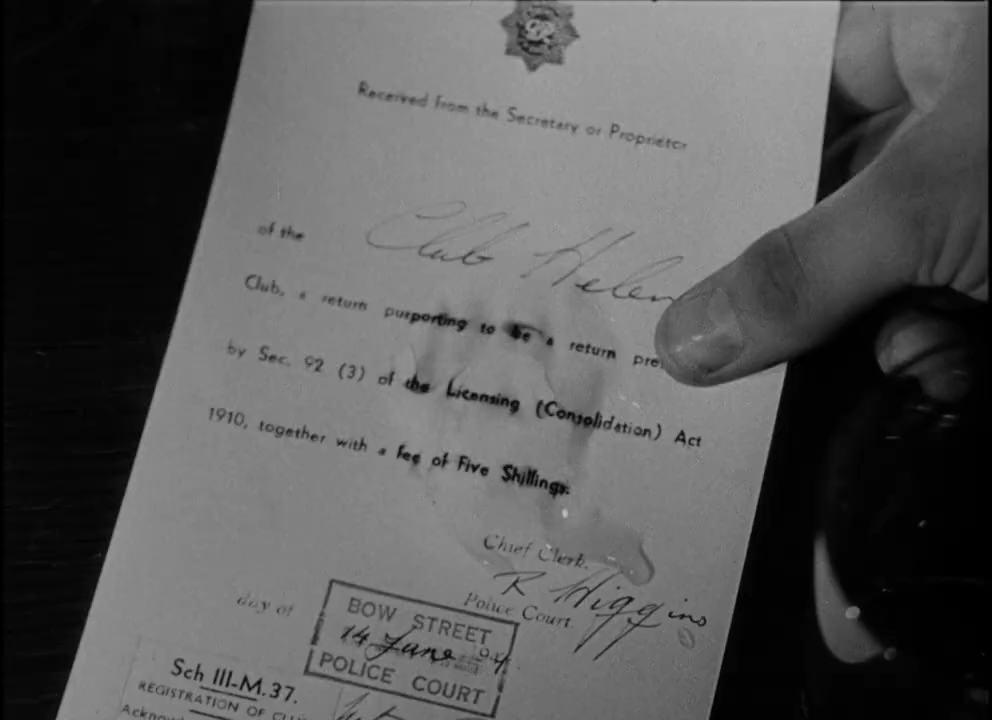 Received from the Secretary or Proprietor
of the Club Helen
Club, a return purporting to be a return
by Sec. 92 (3) of the Licensing (Consolidation) Act
1910, together with a fee of Five Shillings.
Chief Clerk.
R Higgins
Police Court.
day of
BOW STREET
14 June
POLICE COURT
Sch III-M.37.
REGISTRATION OF